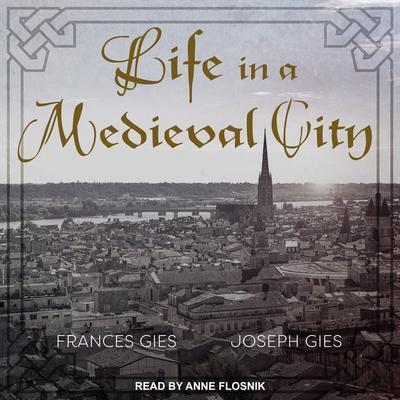 Life in a
Medieval City
FRANCES GIES JOSEPH GIES
READ BY ANNE FLOSNIK